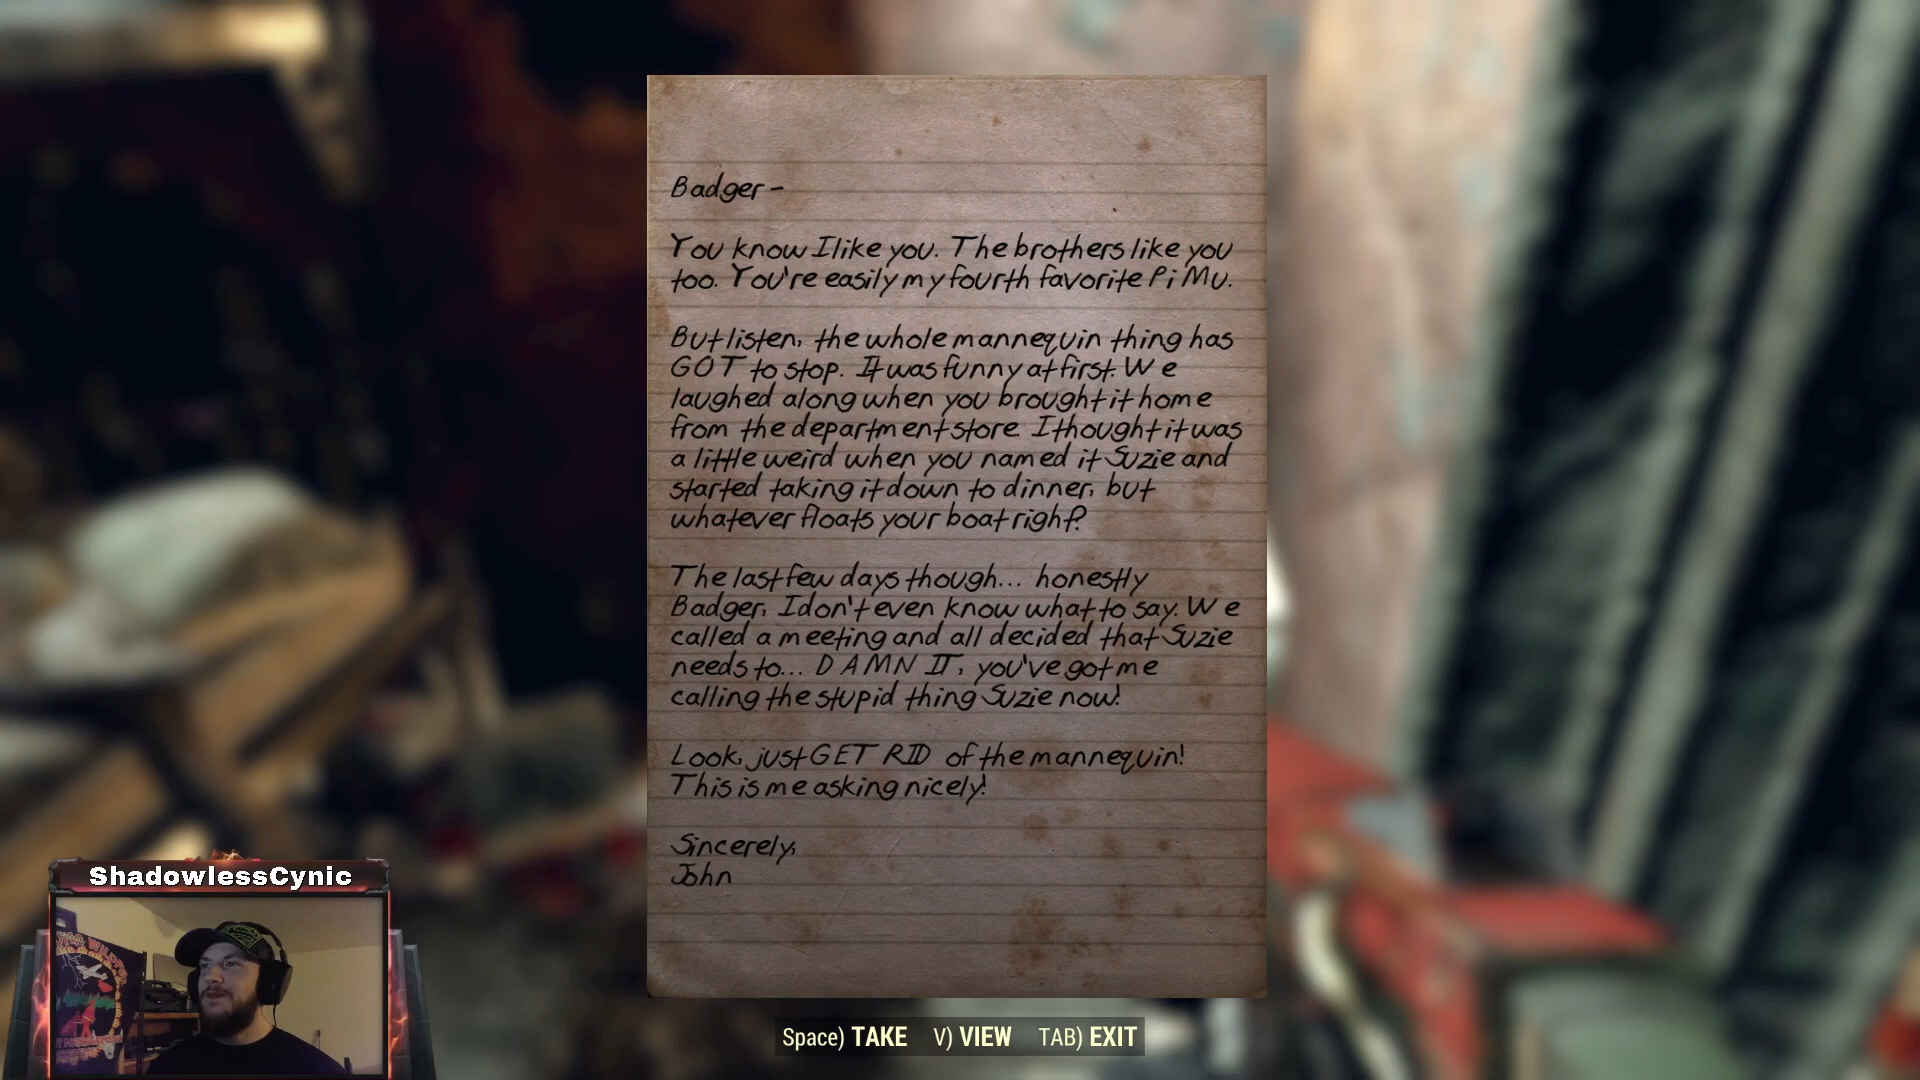 Badger -
You know I like you. The brothers like you
too. You're easily my fourth favorite Pi Mu.
But listen, the whole mannequin thing has
GOT to stop. It was funny at first. We
laughed along when you brought it home
from the department store. I thought it was
a little weird when you named it Suzie and
started taking it down to dinner, but
whatever floats your boat right?
The last few days though... honestly
Badger, I don't even know what to say. We
called a meeting and all decided that Suzie
needs to... DAMN IT, you've got me
calling the stupid thing Suzie now!
Look, just GET RID of the mannequin!
This is me asking nicely!
Sincerely,
John
ShadowlessCynic
Space) TAKE V) VIEW TAB) EXIT